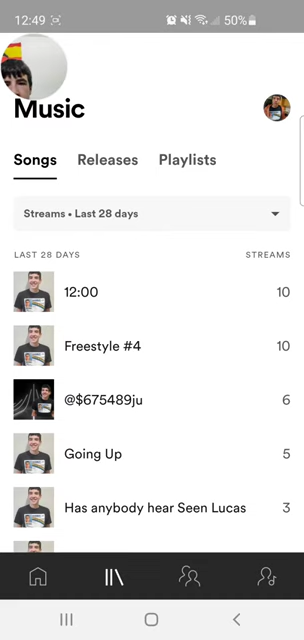 12:49 50%
Music
Songs Releases Playlists
Streams • Last 28 days
LAST 28 DAYS STREAMS
12:00 10
Freestyle #4 10
@$675489ju 6
Going Up 5
Has anybody hear Seen Lucas 3